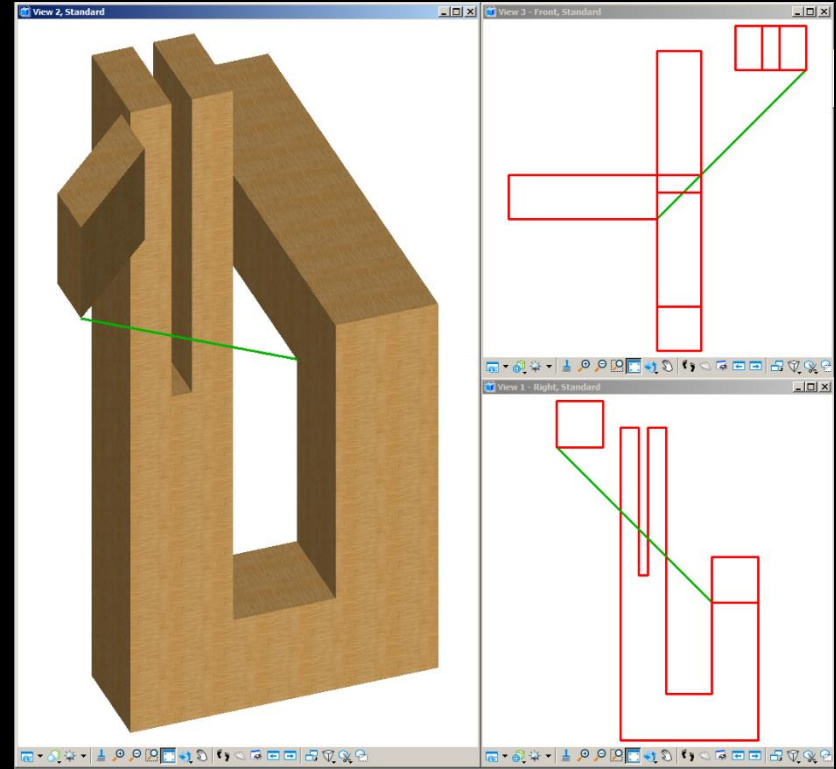 View 2, Standard
View 3 - Front, Standard
View 1 - Right, Standard